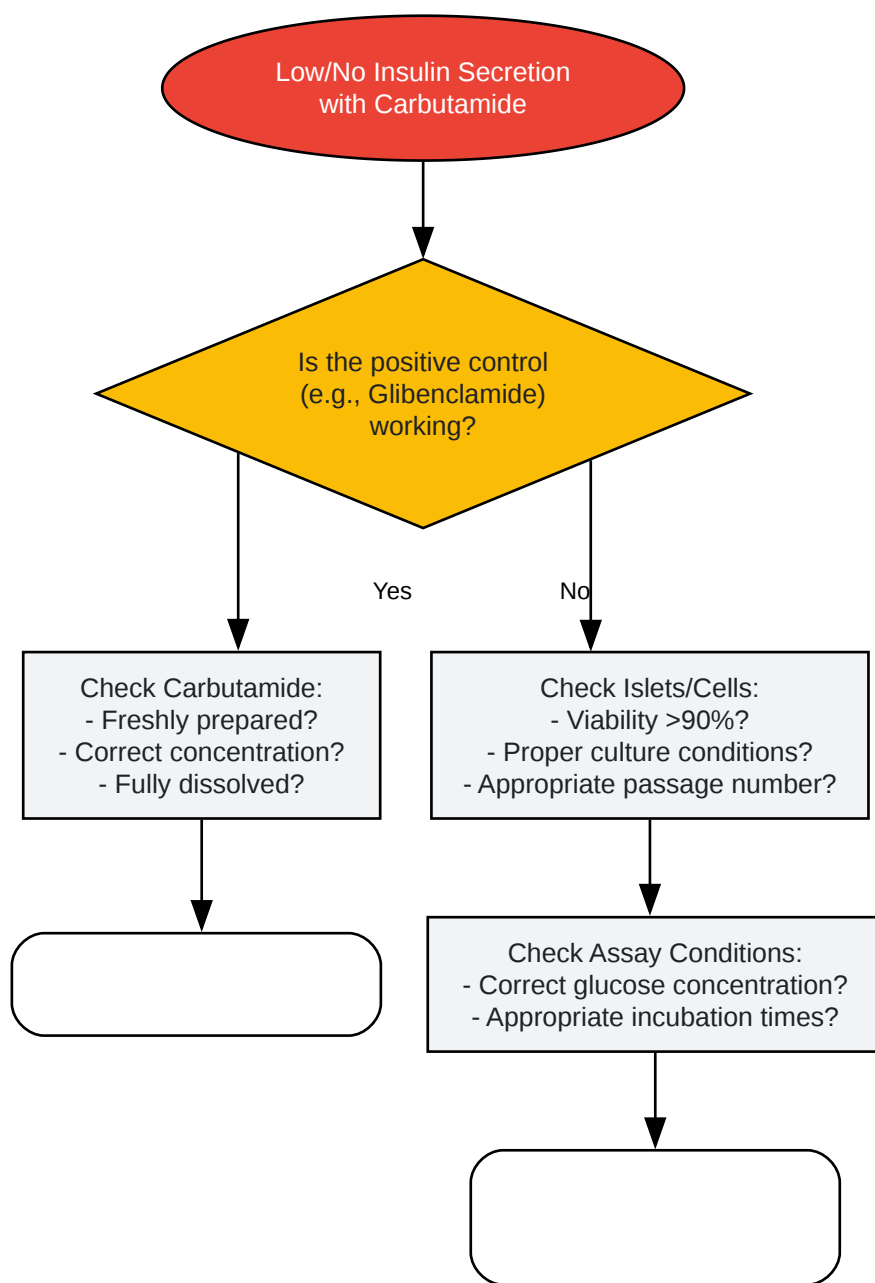 Low/No Insulin Secretion
with Carbutamide
Is the positive control
(e.g., Glibenclamide)
working?
Yes
No
Check Carbutamide:
- Freshly prepared?
- Correct concentration?
- Fully dissolved?
Check Islets/Cells:
- Viability >90%?
- Proper culture conditions?
- Appropriate passage number?
Check Assay Conditions:
- Correct glucose concentration?
- Appropriate incubation times?